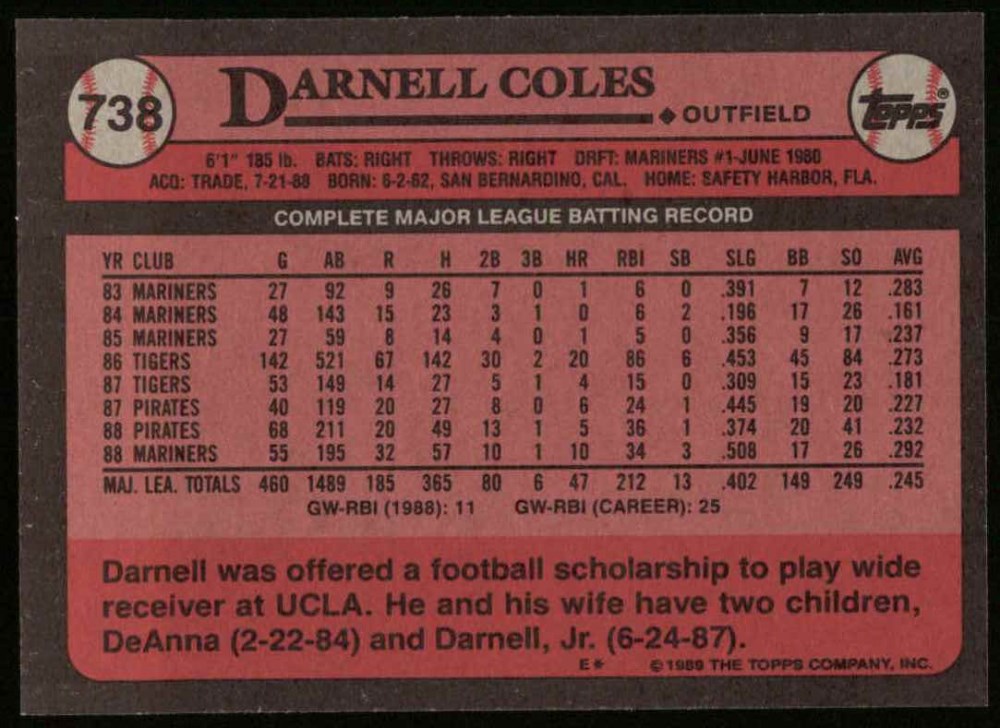 738 DARNELL COLES Topps®
◆ OUTFIELD
6'1" 185 lb. BATS: RIGHT THROWS: RIGHT DRFT: MARINERS #1-JUNE 1980
ACQ: TRADE, 7-21-88 BORN: 6-2-62, SAN BERNARDINO, CAL. HOME: SAFETY HARBOR, FLA.
COMPLETE MAJOR LEAGUE BATTING RECORD
YR CLUB G AB R H 2B 3B HR RBI SB SLG BB SO AVG
83 MARINERS 27 92 9 26 7 0 1 6 0 .391 7 12 .283
84 MARINERS 48 143 15 23 3 1 0 6 2 .196 17 26 .161
85 MARINERS 27 59 8 14 4 0 1 5 0 .356 9 17 .237
86 TIGERS 142 521 67 142 30 2 20 86 6 .453 45 84 .273
87 TIGERS 53 149 14 27 5 1 4 15 0 .309 15 23 .181
87 PIRATES 40 119 20 27 8 0 6 24 1 .445 19 20 .227
88 PIRATES 68 211 20 49 13 1 5 36 1 .374 20 41 .232
88 MARINERS 55 195 32 57 10 1 10 34 3 .508 17 26 .292
MAJ. LEA. TOTALS 460 1489 185 365 80 6 47 212 13 .402 149 249 .245
GW-RBI (1988): 11 GW-RBI (CAREER): 25
Darnell was offered a football scholarship to play wide
receiver at UCLA. He and his wife have two children,
DeAnna (2-22-84) and Darnell, Jr. (6-24-87).
E* © 1989 THE TOPPS COMPANY, INC.